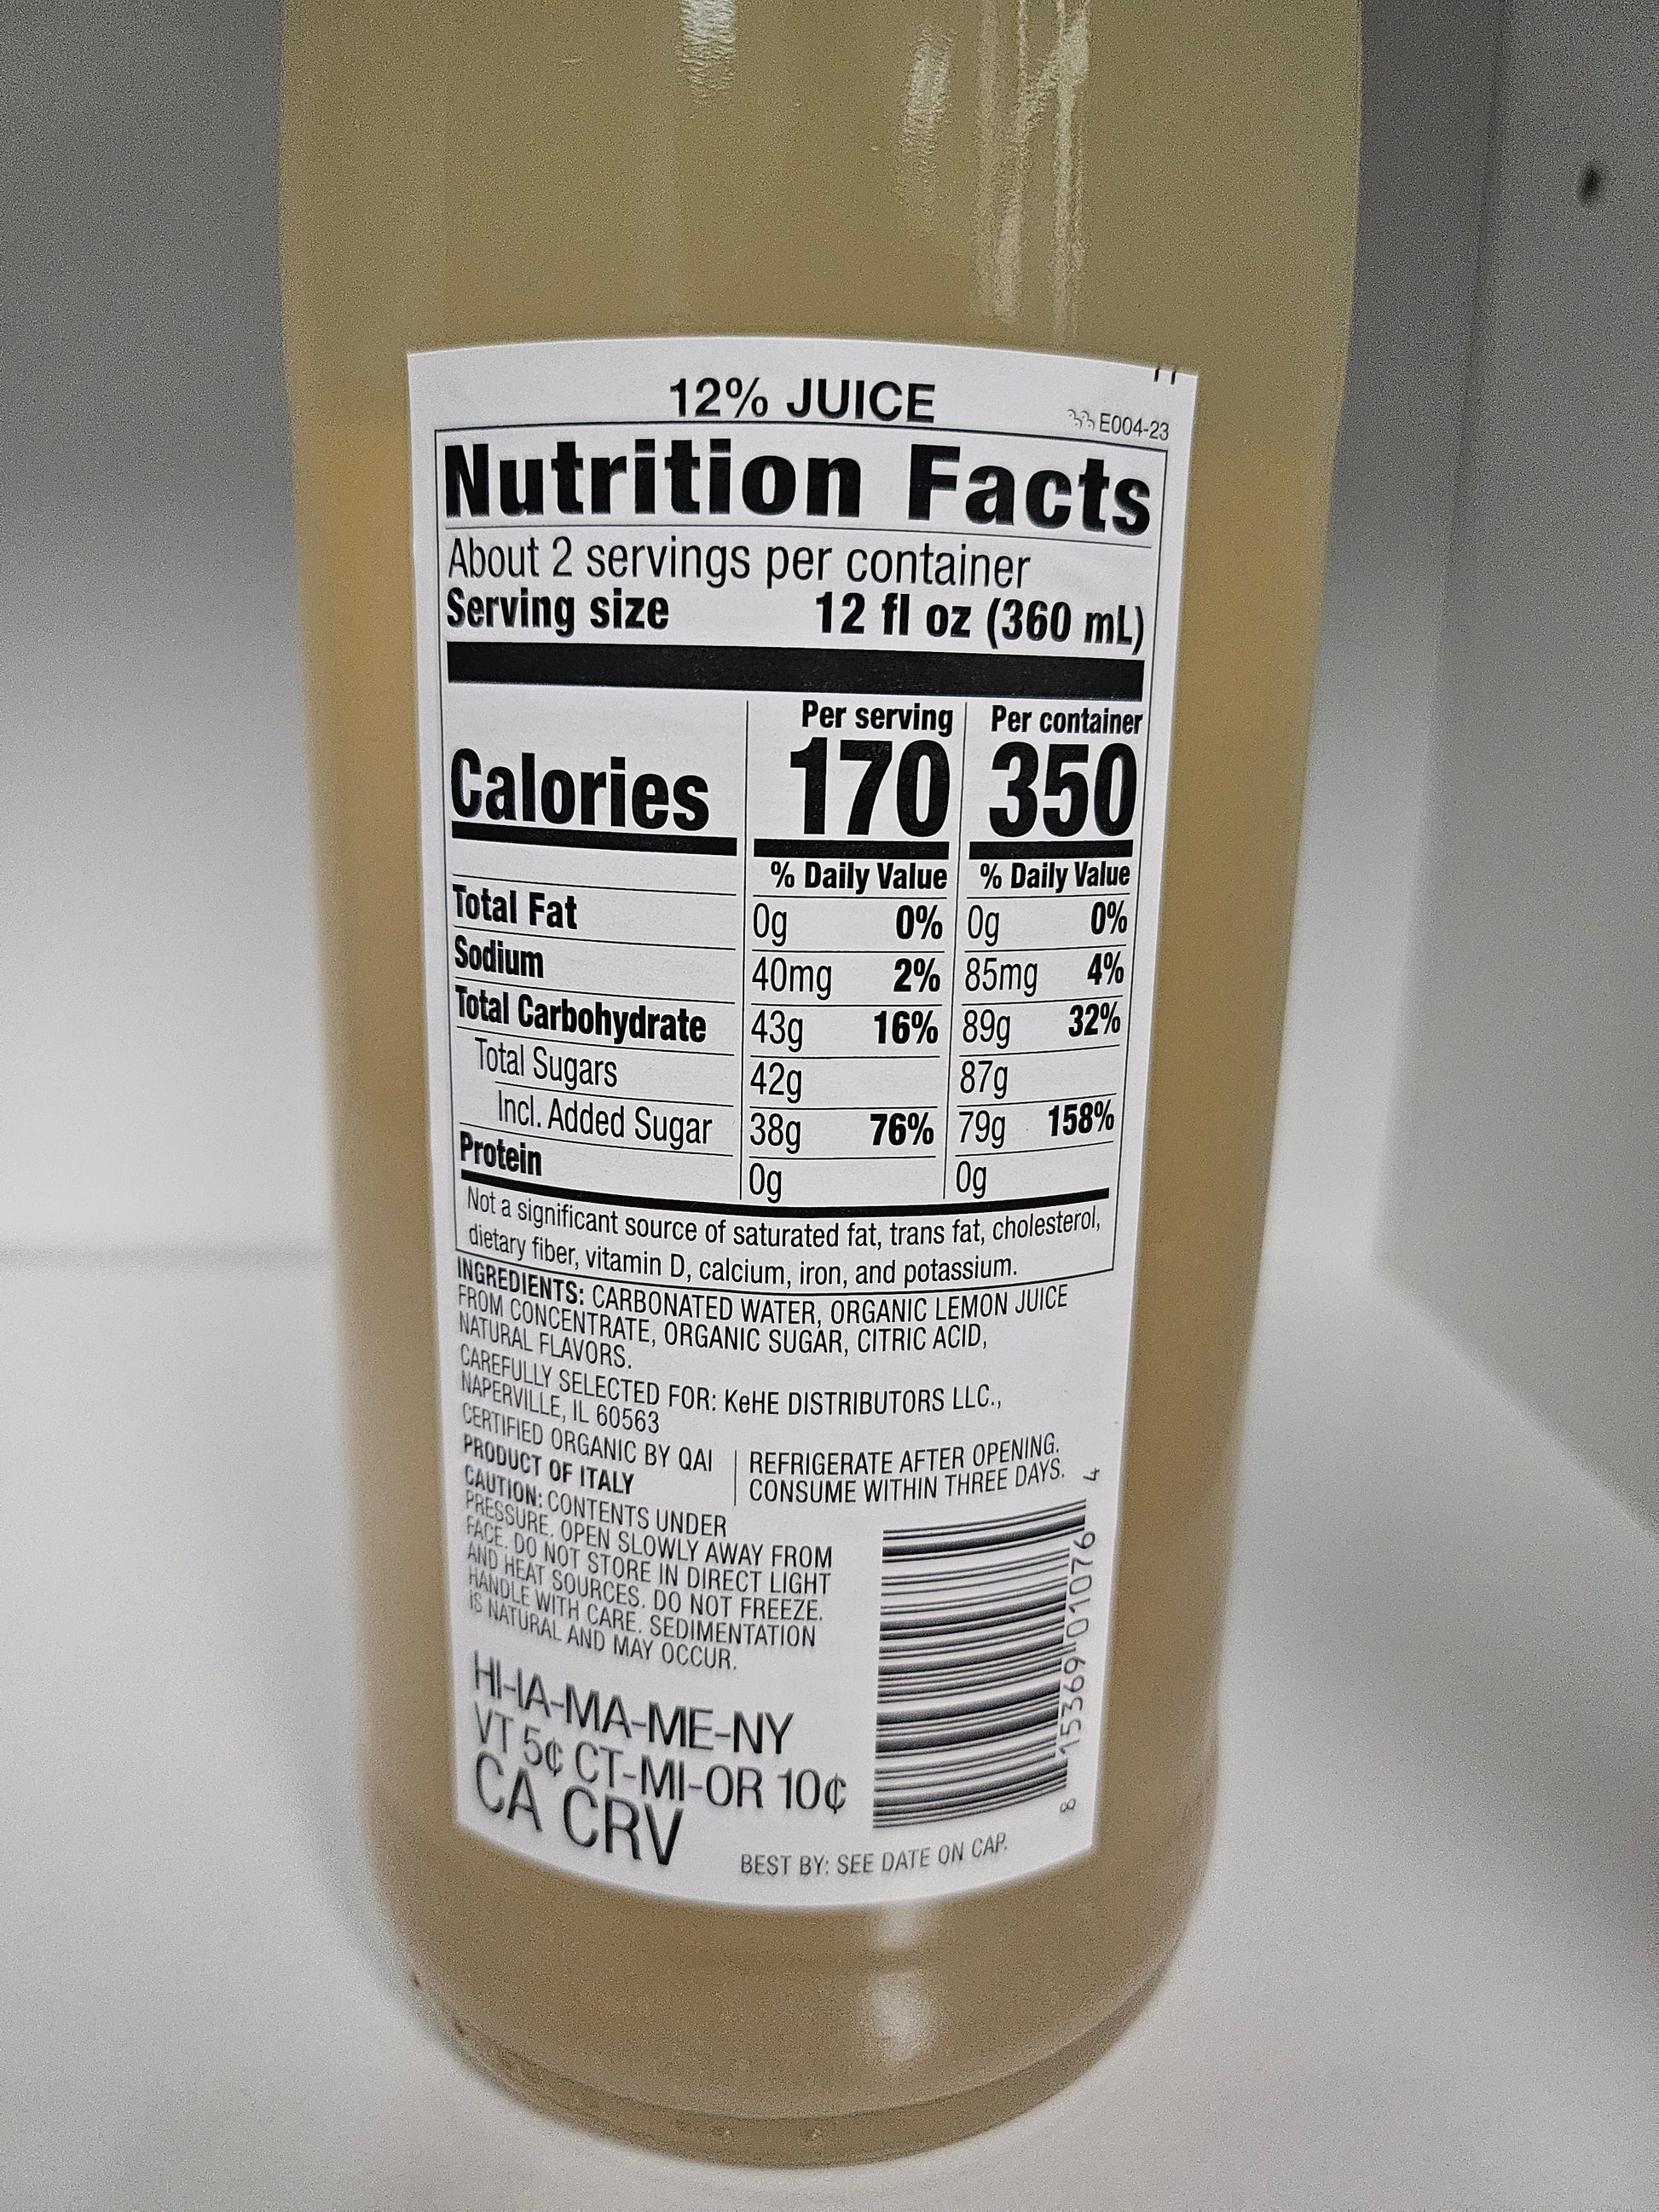 12% JUICE
E004-23
Nutrition Facts
About 2 servings per container
Serving size 12 fl oz (360 mL)
Per serving Per container
Calories 170 350
% Daily Value % Daily Value
Total Fat 0g 0% 0g 0%
Sodium 40mg 2% 85mg 4%
Total Carbohydrate 43g 16% 89g 32%
Total Sugars 42g 87g
Incl. Added Sugar 38g 76% 79g 158%
Protein 0g 0g
Not a significant source of saturated fat, trans fat, cholesterol,
dietary fiber, vitamin D, calcium, iron, and potassium.
INGREDIENTS: CARBONATED WATER, ORGANIC LEMON JUICE
FROM CONCENTRATE, ORGANIC SUGAR, CITRIC ACID,
NATURAL FLAVORS.
CAREFULLY SELECTED FOR: KeHE DISTRIBUTORS LLC.,
NAPERVILLE, IL 60563
CERTIFIED ORGANIC BY QAI
PRODUCT OF ITALY
REFRIGERATE AFTER OPENING.
CONSUME WITHIN THREE DAYS.
CAUTION: CONTENTS UNDER
PRESSURE. OPEN SLOWLY AWAY FROM
FACE. DO NOT STORE IN DIRECT LIGHT
AND HEAT SOURCES. DO NOT FREEZE.
HANDLE WITH CARE. SEDIMENTATION
IS NATURAL AND MAY OCCUR.
8 15369 01076 4
HI-IA-MA-ME-NY
VT 5¢ CT-MI-OR 10¢
CA CRV
BEST BY: SEE DATE ON CAP.